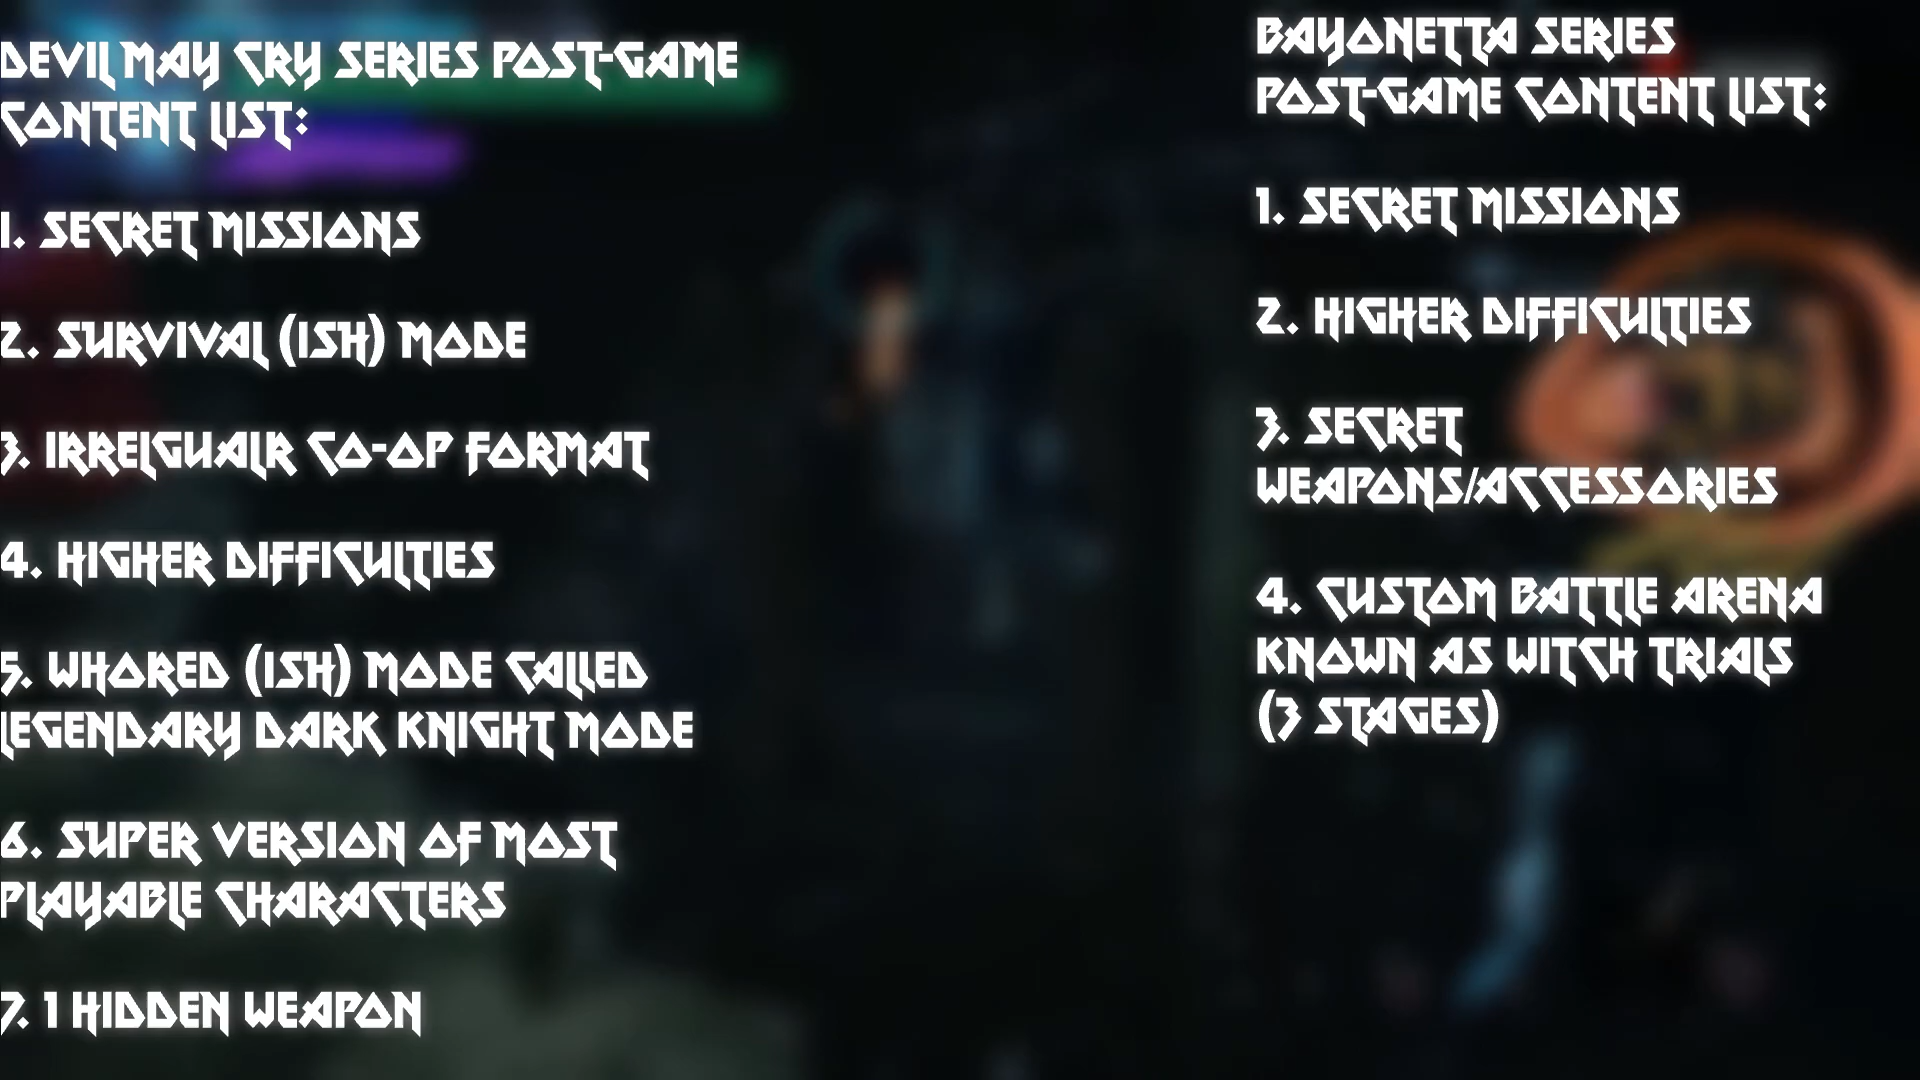 DEVIL MAY CRY SERIES POST-GAME
CONTENT LIST:
1. SECRET MISSIONS
2. SURVIVAL (ISH) MODE
3. IRRELGUALR CO-OP FORMAT
4. HIGHER DIFFICULTIES
5. WHORED (ISH) MODE CALLED
LEGENDARY DARK KNIGHT MODE
6. SUPER VERSION OF MOST
PLAYABLE CHARACTERS
7. 1 HIDDEN WEAPON
BAYONETTA SERIES
POST-GAME CONTENT LIST:
1. SECRET MISSIONS
2. HIGHER DIFFICULTIES
3. SECRET
WEAPONS/ACCESSORIES
4. CUSTOM BATTLE ARENA
KNOWN AS WITCH TRIALS
(3 STAGES)